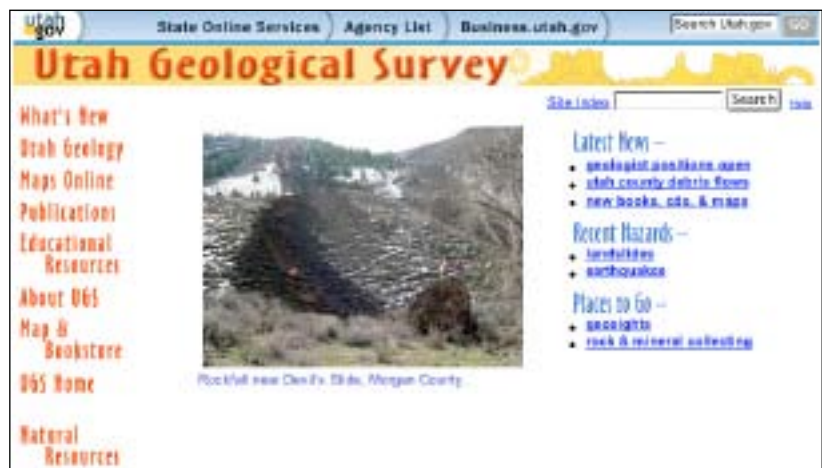 utah
gov
State Online Services
Agency List
Business.utah.gov
Search Utah.gov
GO
Utah Geological Survey
Site Index
Search
Help
What's New
Utah Geology
Maps Online
Publications
Educational
Resources
About UGS
Map &
Bookstore
UGS Home
Natural
Resources
Latest News –
geologist positions open
utah county debris flows
new books, cds, & maps
Recent Hazards –
landslides
earthquakes
Places to Go –
geosights
rock & mineral collecting
Rockfall near Devil's Slide, Morgan County.